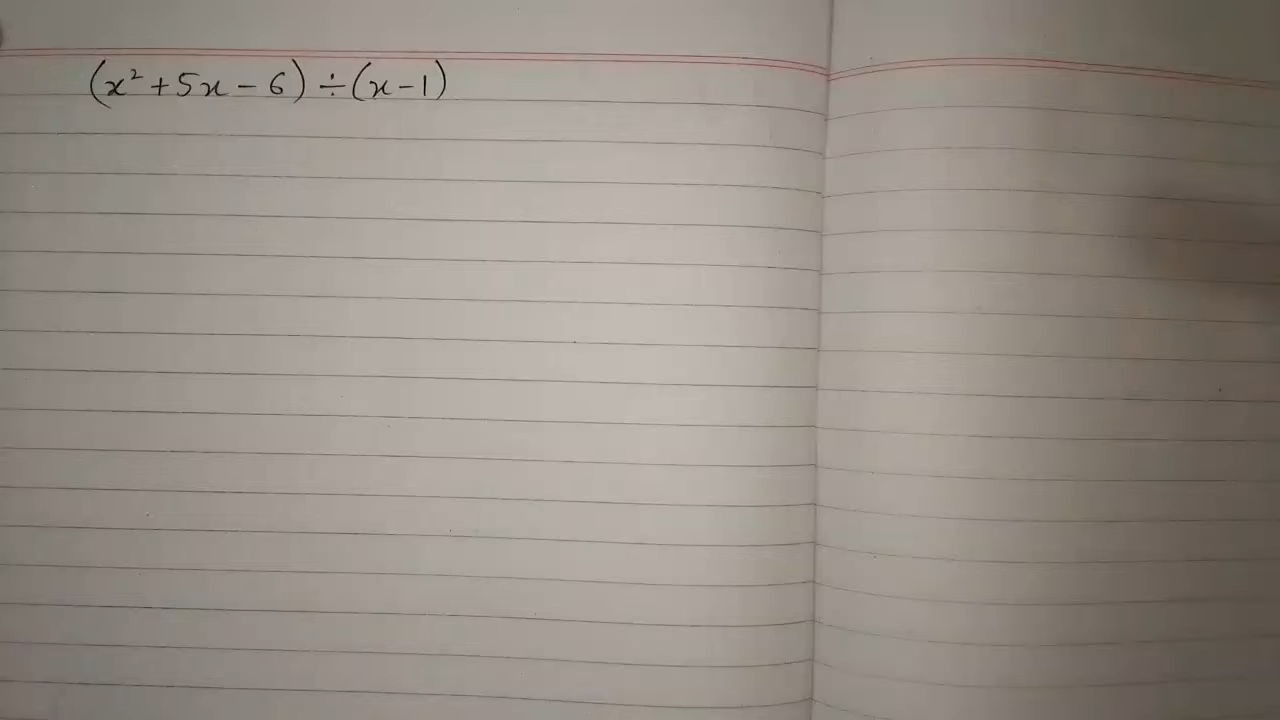 (x² + 5x - 6) ÷ (x - 1)